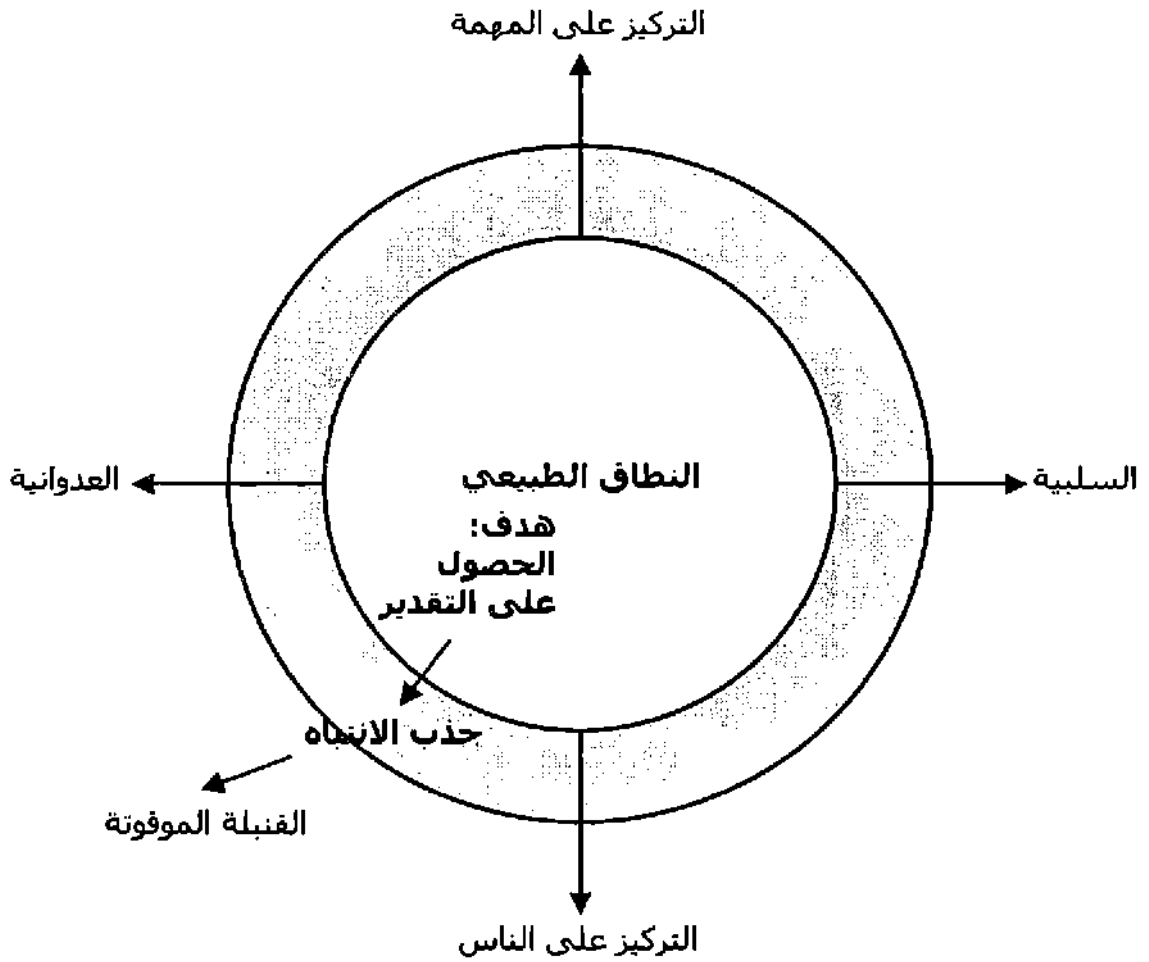 التركيز على المهمة
السلبية
العدوانية
النطاق الطبيعي
هدف:
الحصول
على التقدير
جذب الانتباه
القنبلة الموقوتة
التركيز على الناس